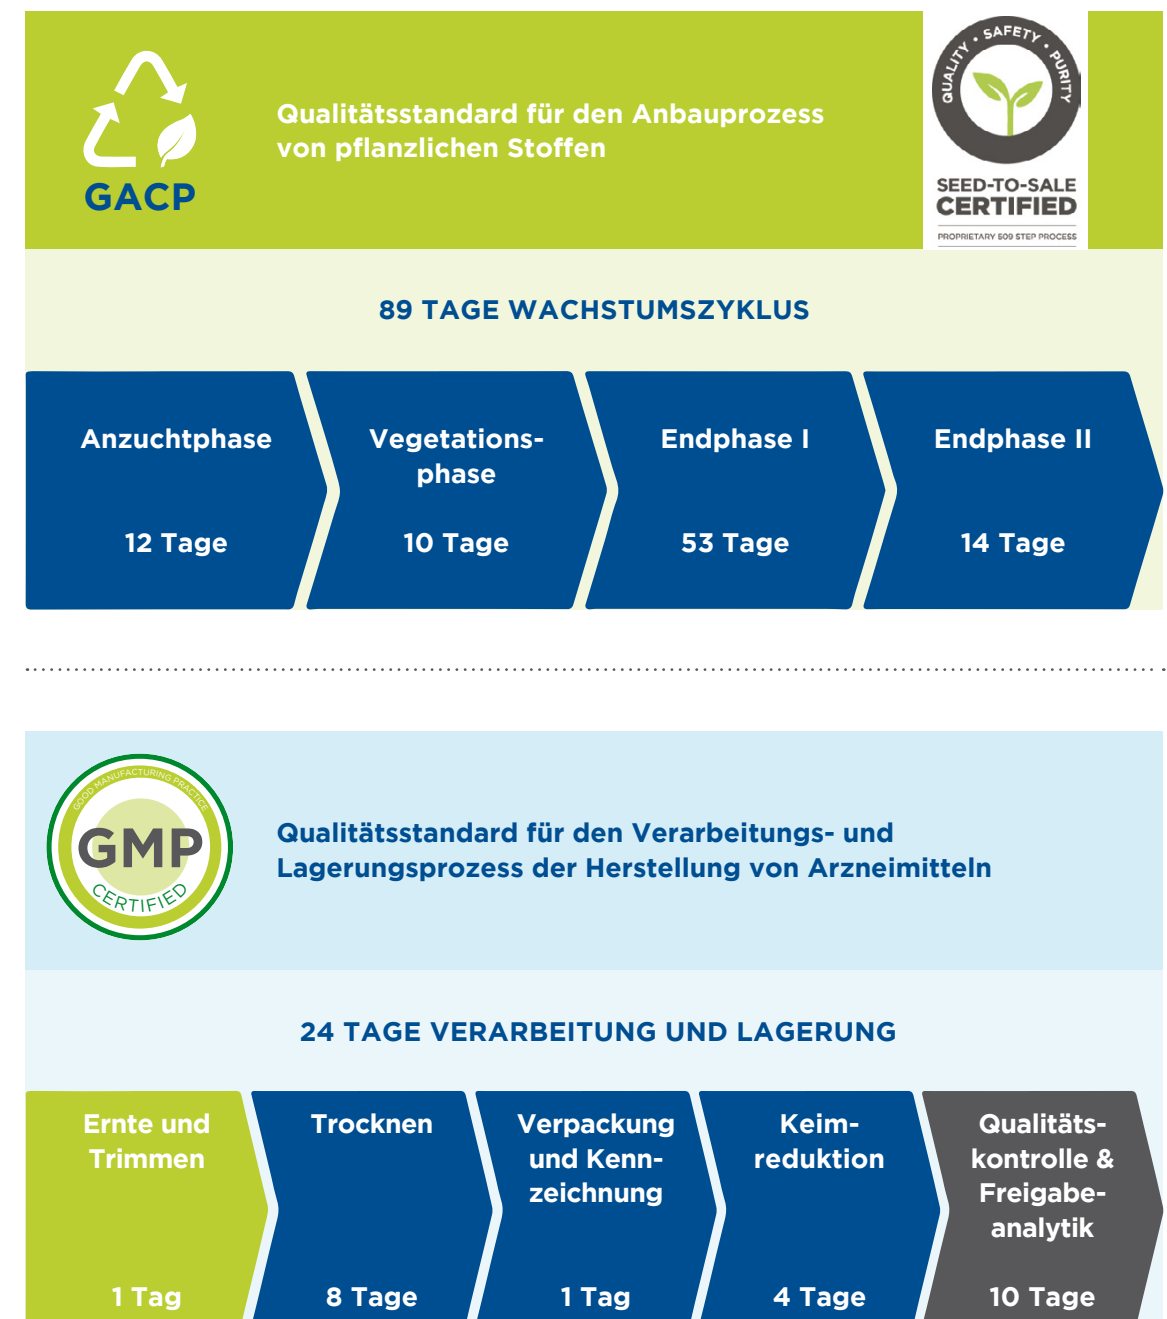 GACP
Qualitätsstandard für den Anbauprozess
von pflanzlichen Stoffen
QUALITY • SAFETY • PURITY
SEED-TO-SALE
CERTIFIED
PROPRIETARY 509 STEP PROCESS
89 TAGE WACHSTUMSZYKLUS
Anzuchtphase
12 Tage
Vegetations-
phase
10 Tage
Endphase I
53 Tage
Endphase II
14 Tage
GOOD MANUFACTURING PRACTICE
GMP
CERTIFIED
Qualitätsstandard für den Verarbeitungs- und
Lagerungsprozess der Herstellung von Arzneimitteln
24 TAGE VERARBEITUNG UND LAGERUNG
Ernte und
Trimmen
1 Tag
Trocknen
8 Tage
Verpackung
und Kenn-
zeichnung
1 Tag
Keim-
reduktion
4 Tage
Qualitäts-
kontrolle &
Freigabe-
analytik
10 Tage